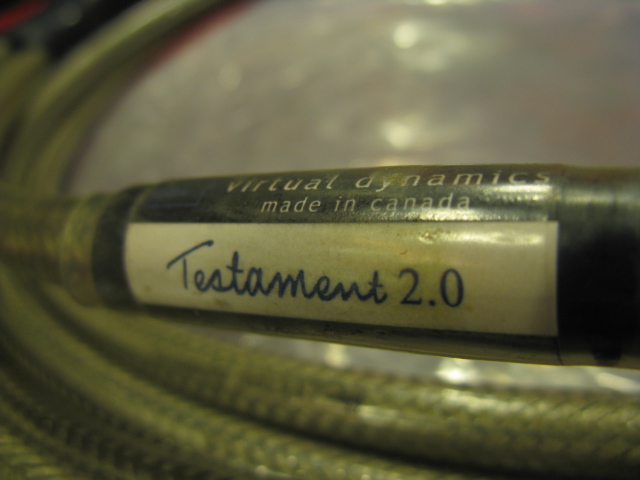 virtual dynamics
made in canada
Testament 2.0